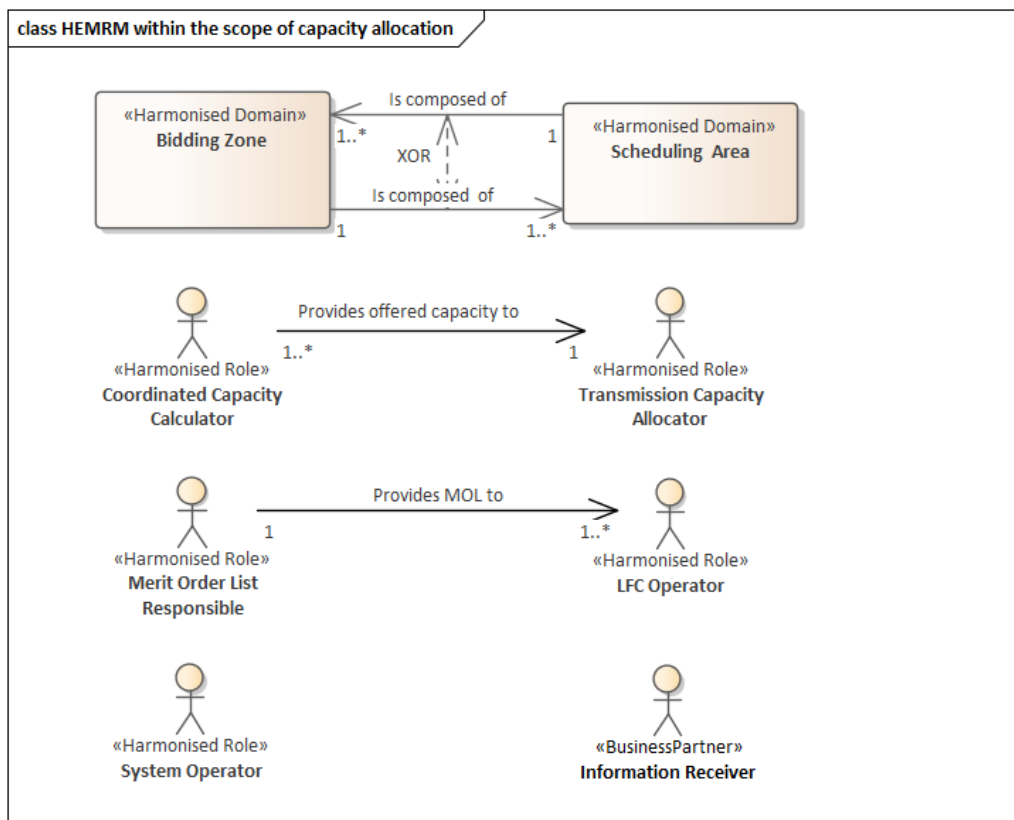 class HEMRM within the scope of capacity allocation
«Harmonised Domain»
Bidding Zone
Is composed of
1..*
1
XOR
Is composed of
1
1..*
«Harmonised Domain»
Scheduling Area
Provides offered capacity to
1..*
1
«Harmonised Role»
Coordinated Capacity
Calculator
«Harmonised Role»
Transmission Capacity
Allocator
Provides MOL to
1
1..*
«Harmonised Role»
Merit Order List
Responsible
«Harmonised Role»
LFC Operator
«Harmonised Role»
System Operator
«BusinessPartner»
Information Receiver